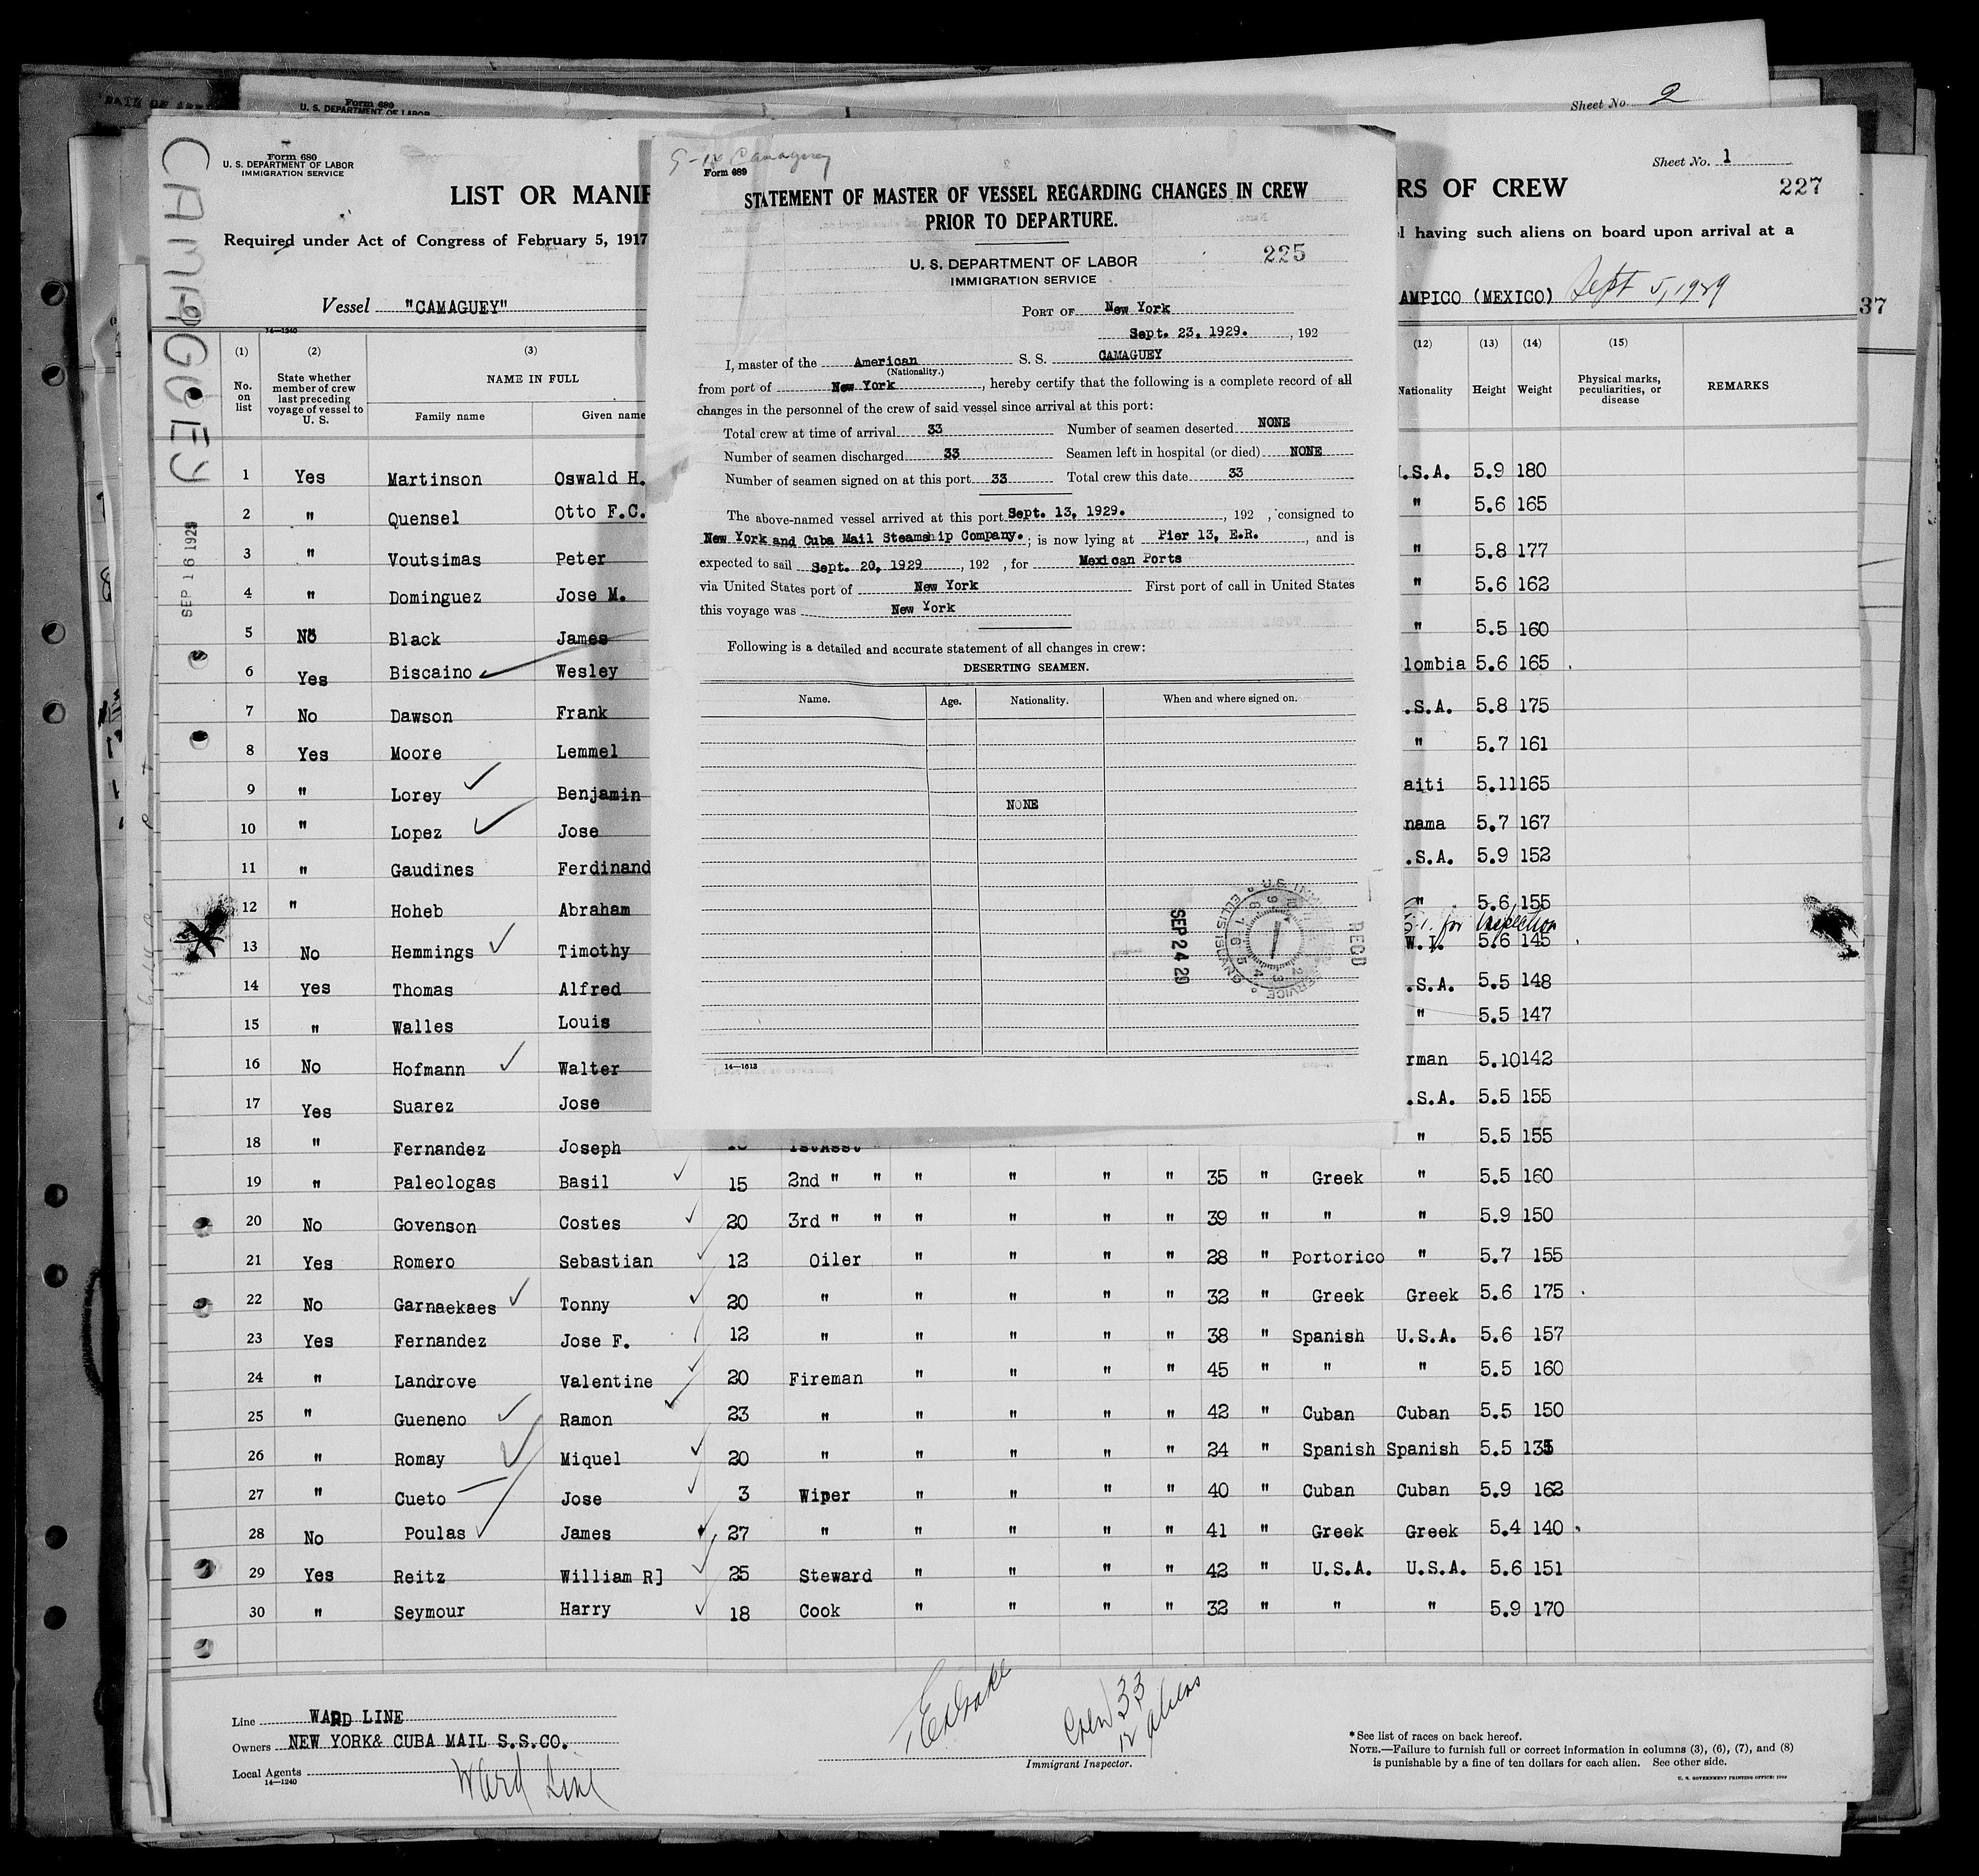 Sheet No. 2
Form 680
U. S. DEPARTMENT OF LABOR
CAMAGUEY
SEP 16 1929
Form 680
U. S. DEPARTMENT OF LABOR
IMMIGRATION SERVICE
Sheet No. 1
227
LIST OR MANIF
RS OF CREW
Required under Act of Congress of February 5, 1917
l having such aliens on board upon arrival at a
Vessel "CAMAGUEY"
AMPICO (MEXICO) Sept 5, 1929
37
14—1240
(1) (2) (3) (12) (13) (14) (15)
No. on list
State whether member of crew last preceding voyage of vessel to U. S.
NAME IN FULL
Family name Given name
Nationality Height Weight
Physical marks, peculiarities, or disease
REMARKS
1 Yes Martinson Oswald H. .S.A. 5.9 180
2 " Quensel Otto F.C. " 5.6 165
3 " Voutsimas Peter " 5.8 177
4 " Dominguez Jose M. " 5.6 162
5 No Black James " 5.5 160
6 Yes Biscaino Wesley lombia 5.6 165
7 No Dawson Frank .S.A. 5.8 175
8 Yes Moore Lemmel " 5.7 161
9 " Lorey Benjamin aiti 5.11 165
10 " Lopez Jose nama 5.7 167
11 " Gaudines Ferdinand .S.A. 5.9 152
12 " Hoheb Abraham " 5.6 155
for Inspection
13 No Hemmings Timothy W.I. 5.6 145
14 Yes Thomas Alfred .S.A. 5.5 148
15 " Walles Louis " 5.5 147
16 No Hofmann Walter rman 5.10 142
17 Yes Suarez Jose .S.A. 5.5 155
18 " Fernandez Joseph 1stAsst " 5.5 155
19 " Paleologas Basil 15 2nd " " " " " " 35 " Greek " 5.5 160
20 No Govenson Costes 20 3rd " " " " " " 39 " " " 5.9 150
21 Yes Romero Sebastian 12 Oiler " " " " 28 " Portorico " 5.7 155
22 No Garnaekaes Tonny 20 " " " " " 32 " Greek Greek 5.6 175
23 Yes Fernandez Jose F. 12 " " " " " 38 " Spanish U.S.A. 5.6 157
24 " Landrove Valentine 20 Fireman " " " " 45 " " " 5.5 160
25 " Gueneno Ramon 23 " " " " " 42 " Cuban Cuban 5.5 150
26 " Romay Miquel 20 " " " " " 24 " Spanish Spanish 5.5
27 " Cueto Jose 3 Wiper " " " " 40 " Cuban Cuban 5.9 162
28 No Poulas James 27 " " " " " 41 " Greek Greek 5.4 140
29 Yes Reitz William R] 25 Steward " " " " 42 " U.S.A. U.S.A. 5.6 151
30 " Seymour Harry 18 Cook " " " " 32 " " " 5.9 170
Line WARD LINE
Owners NEW YORK& CUBA MAIL S.S.CO.
Local Agents
14—1240
Ward Line
Crew 33
12 aliens
Immigrant Inspector.
*See list of races on back hereof.
NOTE.—Failure to furnish full or correct information in columns (3), (6), (7), and (8)
is punishable by a fine of ten dollars for each alien. See other side.
U. S. GOVERNMENT PRINTING OFFICE:
Camaguey
Form 689
STATEMENT OF MASTER OF VESSEL REGARDING CHANGES IN CREW
PRIOR TO DEPARTURE.
U. S. DEPARTMENT OF LABOR
IMMIGRATION SERVICE
225
PORT OF New York
Sept. 23, 1929. , 192
I, master of the American S. S. CAMAGUEY
(Nationality.)
from port of New York , hereby certify that the following is a complete record of all
changes in the personnel of the crew of said vessel since arrival at this port:
Total crew at time of arrival 33 Number of seamen deserted NONE
Number of seamen discharged 33 Seamen left in hospital (or died) NONE
Number of seamen signed on at this port 33 Total crew this date 33
The above-named vessel arrived at this port Sept. 13, 1929. , 192 , consigned to
New York and Cuba Mail Steamship Company. ; is now lying at Pier 13, E.R. , and is
expected to sail Sept. 20, 1929 , 192 , for Mexican Ports
via United States port of New York First port of call in United States
this voyage was New York
Following is a detailed and accurate statement of all changes in crew:
DESERTING SEAMEN.
Name. Age. Nationality. When and where signed on.
NONE
SEP 24 29
RECD
ELLIS ISLAND
14—1613